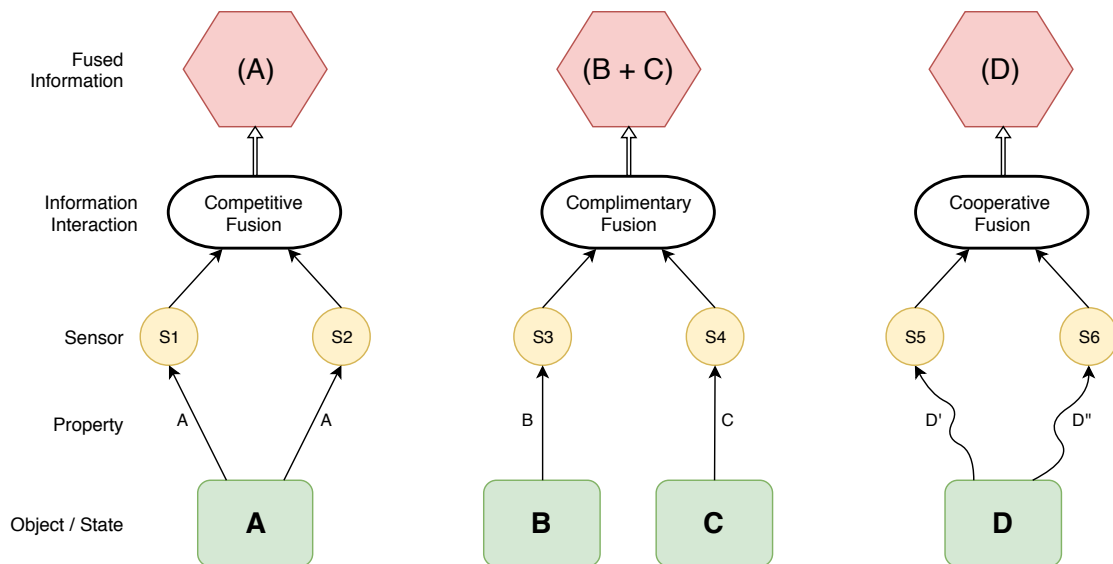 Fused
Information
(A)
(B + C)
(D)
Information
Interaction
Competitive
Fusion
Complimentary
Fusion
Cooperative
Fusion
Sensor
S1
S2
S3
S4
S5
S6
Property
A
A
B
C
D'
D"
Object / State
A
B
C
D